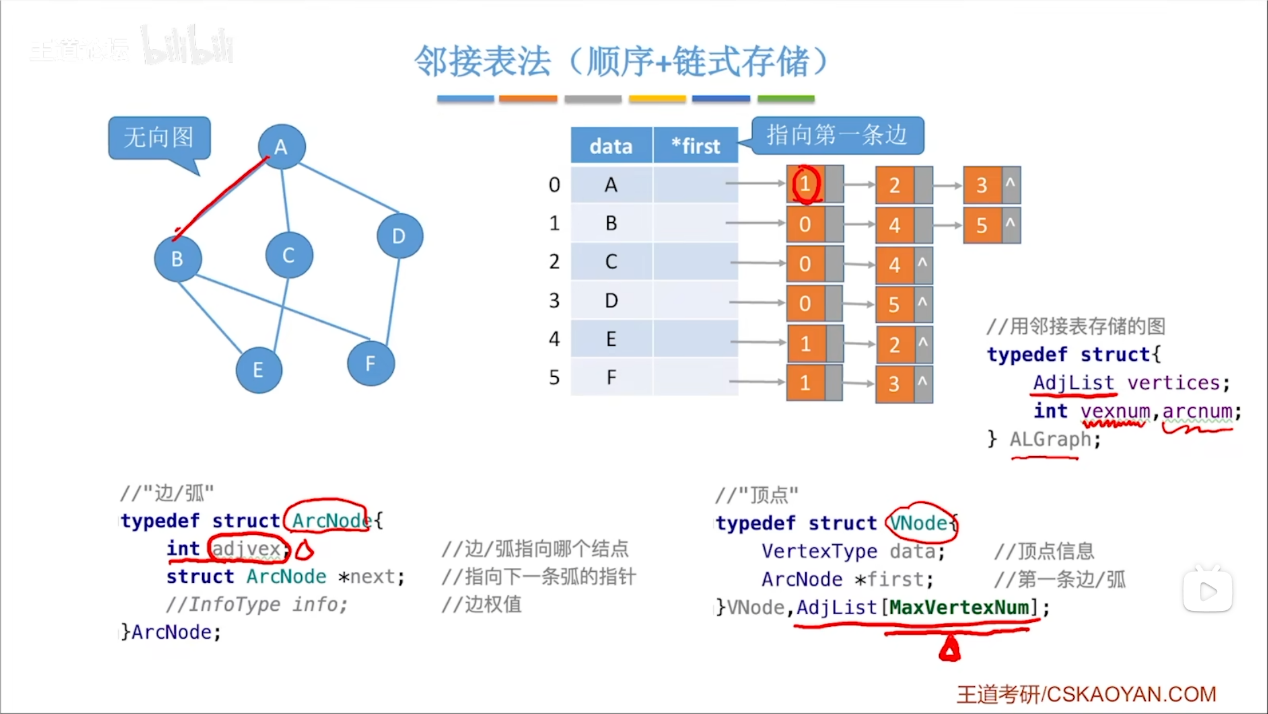 bilibili
邻接表法（顺序+链式存储）
无向图
A
B
C
D
E
F
指向第一条边
data *first
0 A 1 2 3 ^
1 B 0 4 5 ^
2 C 0 4 ^
3 D 0 5 ^
4 E 1 2 ^
5 F 1 3 ^
//用邻接表存储的图
typedef struct{
AdjList vertices;
int vexnum,arcnum;
} ALGraph;
//"边/弧"
typedef struct ArcNode{
int adjvex; //边/弧指向哪个结点
struct ArcNode *next; //指向下一条弧的指针
//InfoType info; //边权值
}ArcNode;
//"顶点"
typedef struct VNode{
VertexType data; //顶点信息
ArcNode *first; //第一条边/弧
}VNode,AdjList[MaxVertexNum];
王道考研/CSKAOYAN.COM